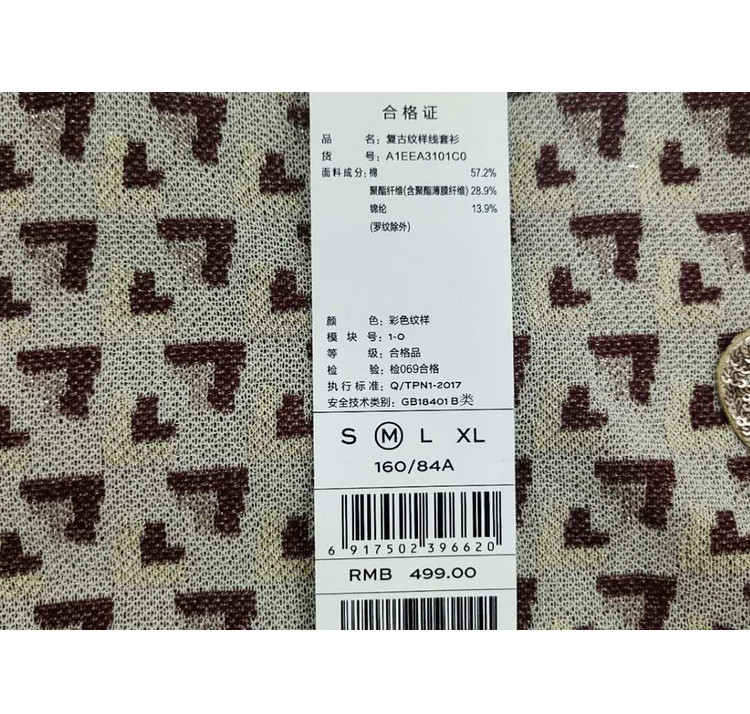 合格证
品 名：复古纹样线套衫
货 号：A1EEA3101C0
面料成分：棉 57.2%
聚酯纤维(含聚酯薄膜纤维) 28.9%
锦纶 13.9%
(罗纹除外)
颜 色：彩色纹样
模 块 号：1-0
等 级：合格品
检 验：检069合格
执行标准：Q/TPN1-2017
安全技术类别：GB18401 B类
S M L XL
160/84A
6 917502 396620
RMB 499.00